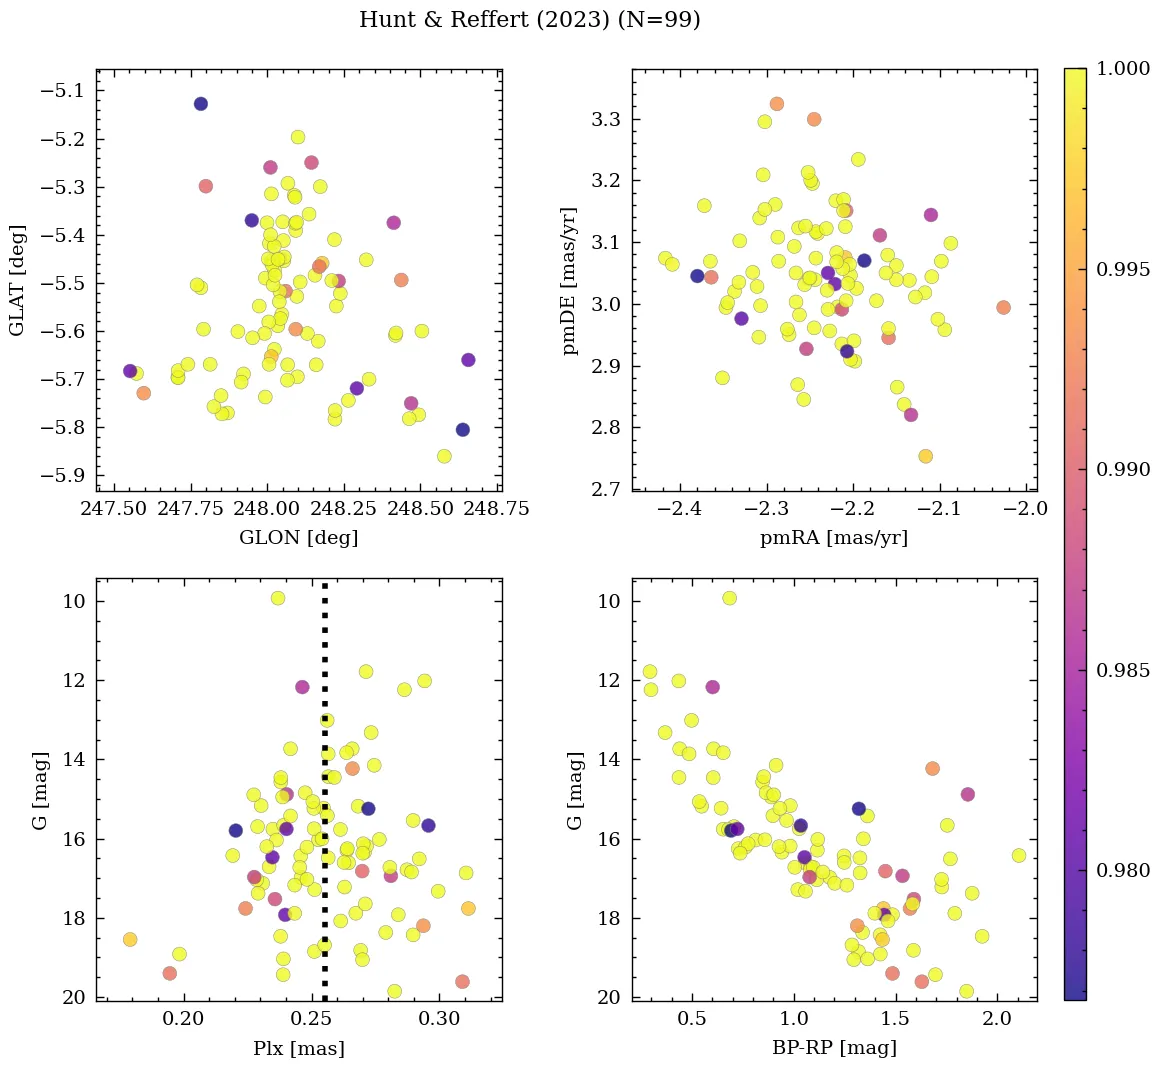 Hunt & Reffert (2023) (N=99)
−5.1
−5.2
−5.3
−5.4
−5.5
−5.6
−5.7
−5.8
−5.9
GLAT [deg]
247.50 247.75 248.00 248.25 248.50 248.75
GLON [deg]
3.3
3.2
3.1
3.0
2.9
2.8
2.7
pmDE [mas/yr]
−2.4 −2.3 −2.2 −2.1 −2.0
pmRA [mas/yr]
10
12
14
16
18
20
G [mag]
0.20 0.25 0.30
Plx [mas]
10
12
14
16
18
20
G [mag]
0.5 1.0 1.5 2.0
BP-RP [mag]
1.000
0.995
0.990
0.985
0.980